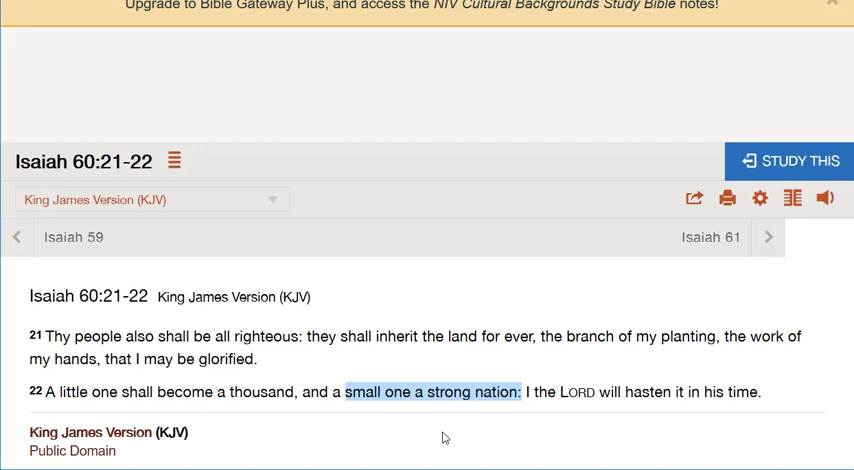 Upgrade to Bible Gateway Plus, and access the NIV Cultural Backgrounds Study Bible notes!
Isaiah 60:21-22
STUDY THIS
King James Version (KJV)
Isaiah 59
Isaiah 61
Isaiah 60:21-22 King James Version (KJV)
21 Thy people also shall be all righteous: they shall inherit the land for ever, the branch of my planting, the work of
my hands, that I may be glorified.
22 A little one shall become a thousand, and a small one a strong nation: I the LORD will hasten it in his time.
King James Version (KJV)
Public Domain